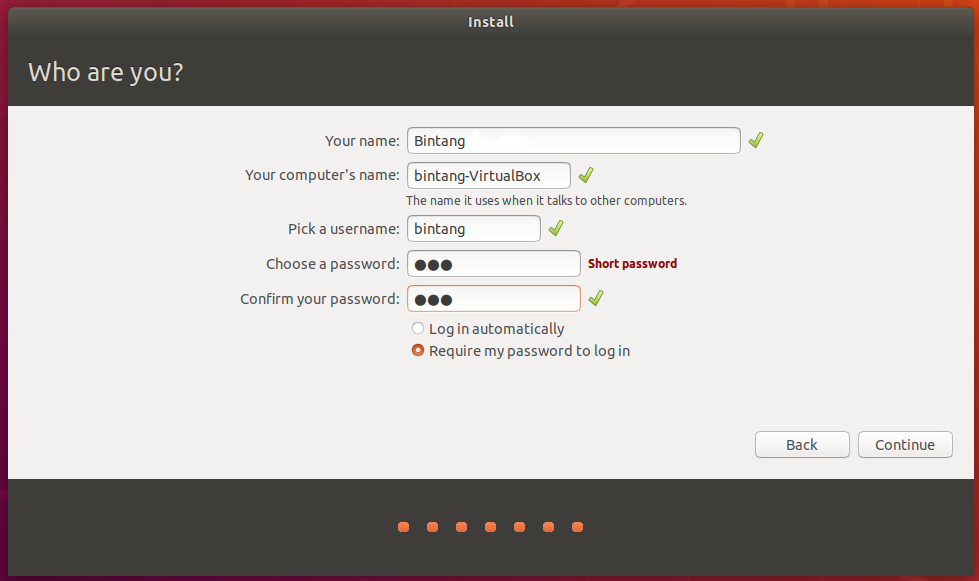 Install
Who are you?
Your name: Bintang
Your computer's name: bintang-VirtualBox
The name it uses when it talks to other computers.
Pick a username: bintang
Choose a password: ●●● Short password
Confirm your password: ●●●
Log in automatically
Require my password to log in
Back Continue